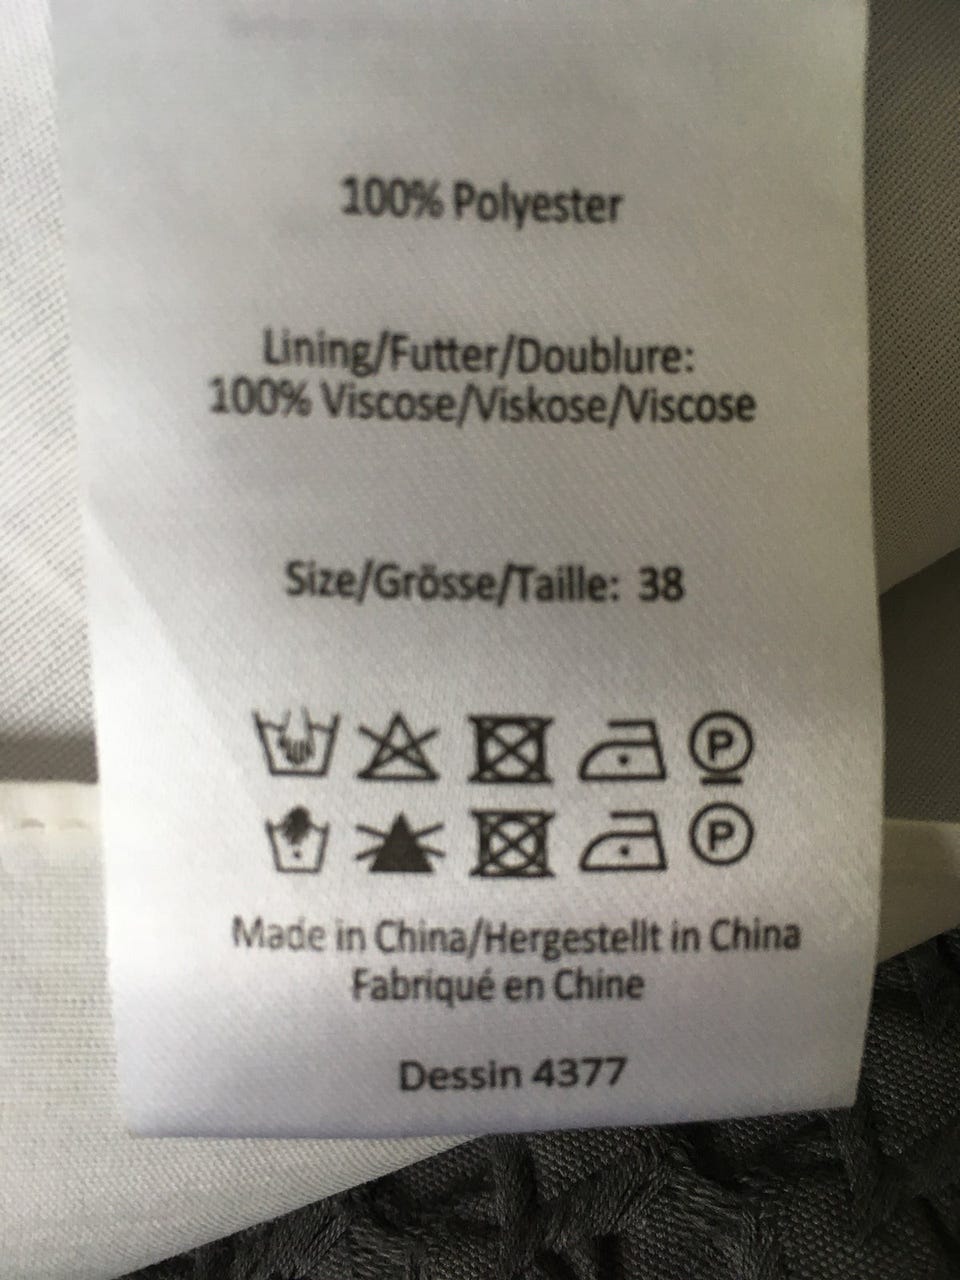 100% Polyester
Lining/Futter/Doublure:
100% Viscose/Viskose/Viscose
Size/Grösse/Taille: 38
P
P
Made in China/Hergestellt in China
Fabriqué en Chine
Dessin 4377